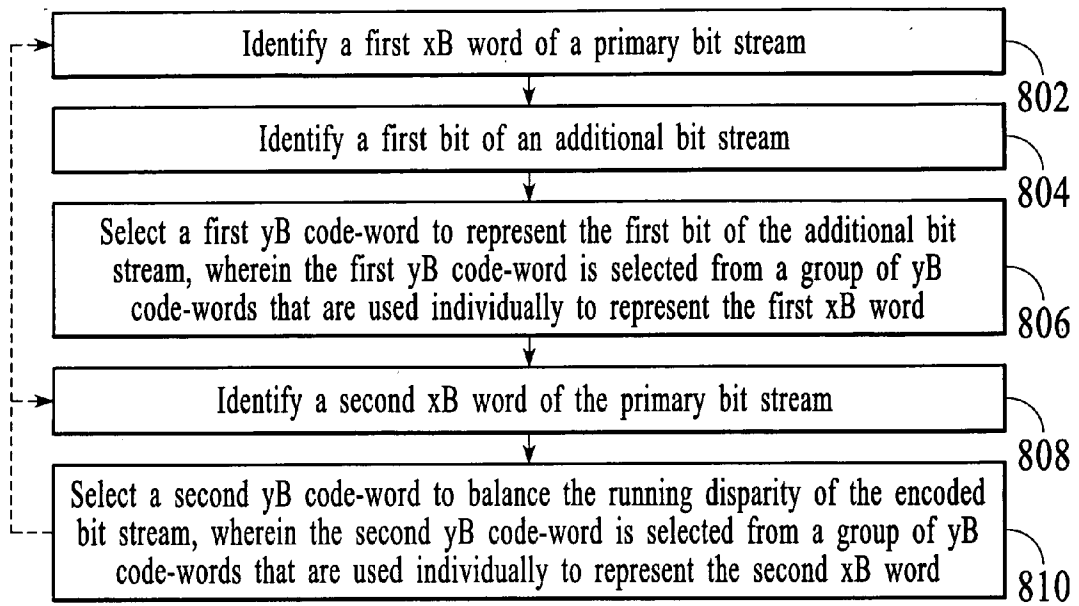 Identify a first xB word of a primary bit stream
802
Identify a first bit of an additional bit stream
804
Select a first yB code-word to represent the first bit of the additional bit
stream, wherein the first yB code-word is selected from a group of yB
code-words that are used individually to represent the first xB word
806
Identify a second xB word of the primary bit stream
808
Select a second yB code-word to balance the running disparity of the encoded
bit stream, wherein the second yB code-word is selected from a group of yB
code-words that are used individually to represent the second xB word
810